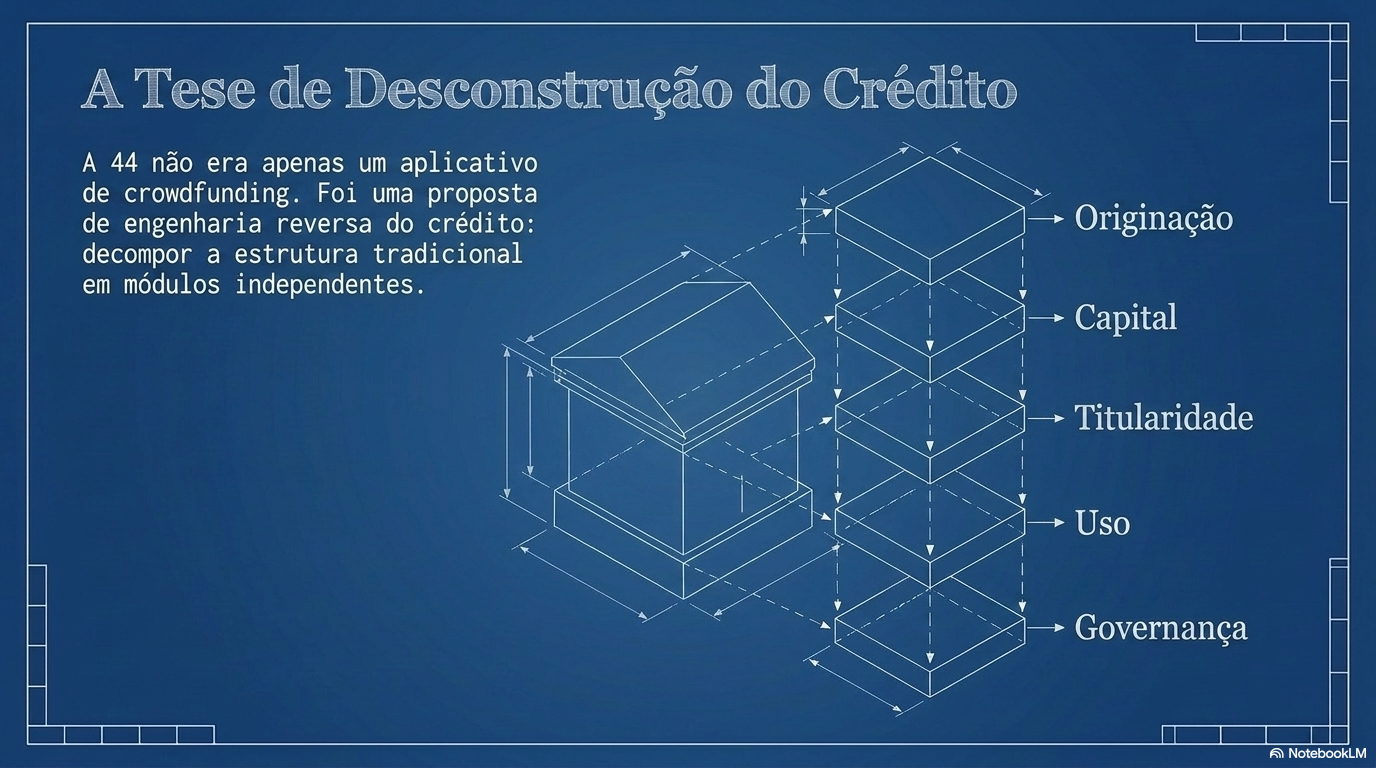 A Tese de Desconstrução do Crédito
A 44 não era apenas um aplicativo
de crowdfunding. Foi uma proposta
de engenharia reversa do crédito:
decompor a estrutura tradicional
em módulos independentes.
Originação
Capital
Titularidade
Uso
Governança
NotebookLM